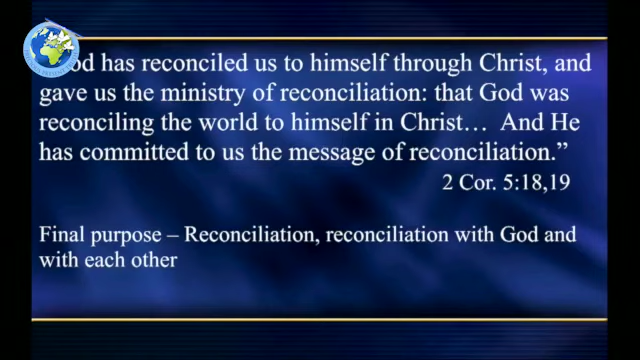 od has reconciled us to himself through Christ, and
gave us the ministry of reconciliation: that God was
reconciling the world to himself in Christ… And He
has committed to us the message of reconciliation.”
2 Cor. 5:18,19
Final purpose – Reconciliation, reconciliation with God and
with each other